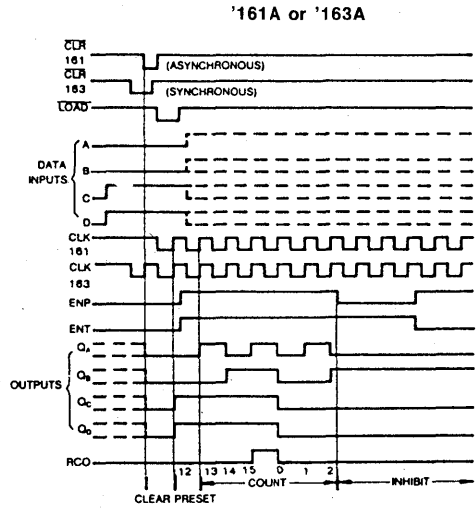 '161A or '163A
CLR
161
(ASYNCHRONOUS)
CLR
163
(SYNCHRONOUS)
LOAD
DATA
INPUTS
A
B
C
D
CLK
161
CLK
163
ENP
ENT
OUTPUTS
QA
QB
QC
QD
RCO
12 13 14 15 0 1 2
COUNT
INHIBIT
CLEAR PRESET